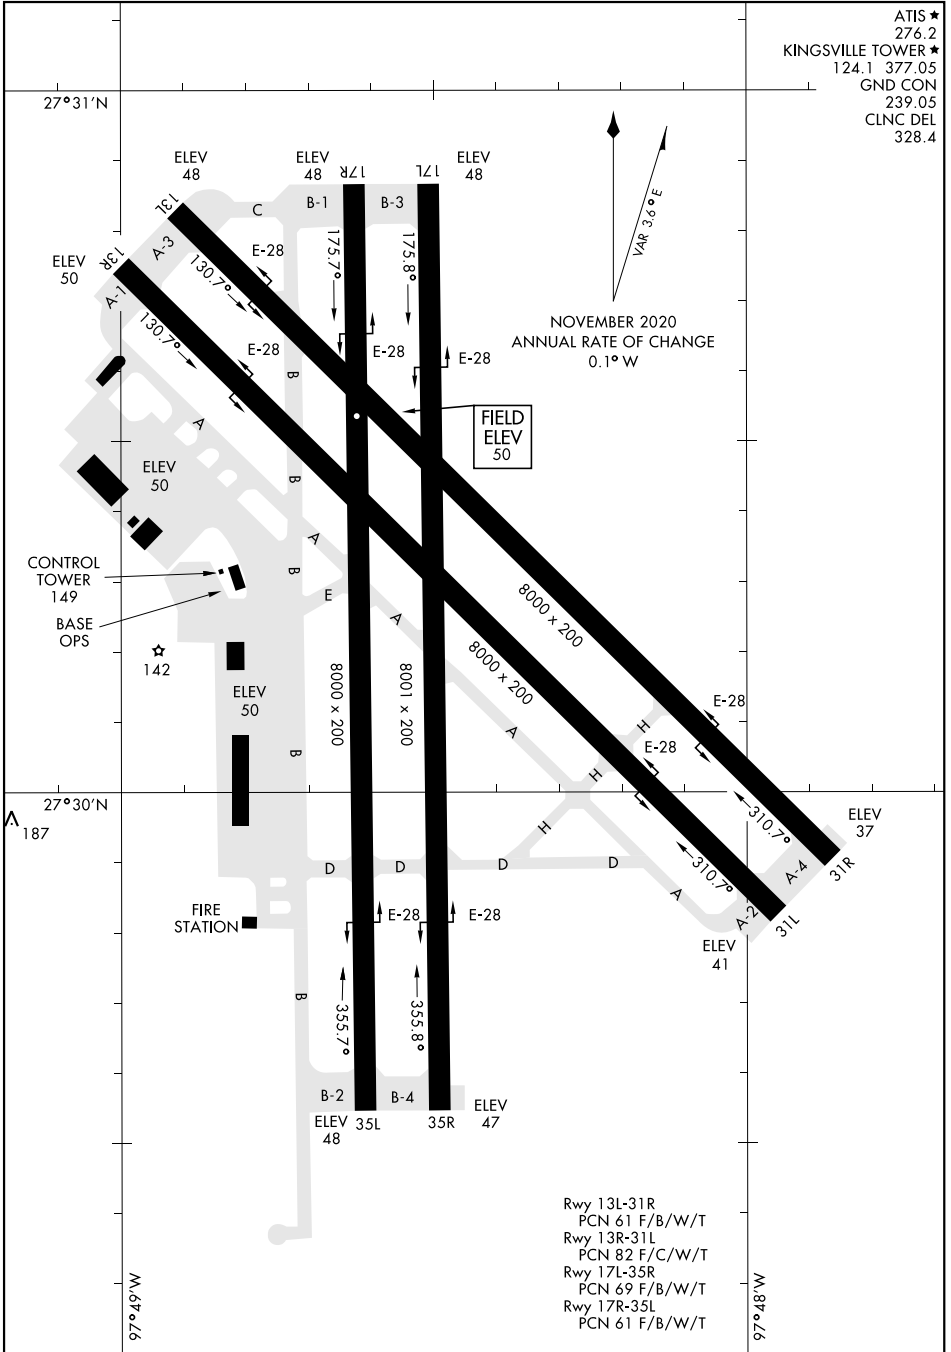 ATIS ★
276.2
KINGSVILLE TOWER ★
124.1 377.05
GND CON
239.05
CLNC DEL
328.4
27°31'N
ELEV
48
ELEV
48
17R
17L
ELEV
48
13L
C
B-1
B-3
VAR 3.6° E
A-3
E-28
175.7°
175.8°
13R
ELEV
50
130.7°
A-1
NOVEMBER 2020
ANNUAL RATE OF CHANGE
0.1° W
130.7°
E-28
E-28
E-28
B
A
FIELD
ELEV
50
ELEV
50
B
A
CONTROL
TOWER
149
B
E
A
BASE
OPS
8000 x 200
8000 x 200
142
8000 x 200
8001 x 200
ELEV
50
E-28
H
A
E-28
B
H
27°30'N
187
310.7°
ELEV
37
H
D
D
D
D
310.7°
A-4
31R
A
A-2
31L
FIRE
STATION
E-28
E-28
ELEV
41
B
355.7°
355.8°
B-2
B-4
ELEV
48
35L
35R
ELEV
47
Rwy 13L-31R
PCN 61 F/B/W/T
Rwy 13R-31L
PCN 82 F/C/W/T
Rwy 17L-35R
PCN 69 F/B/W/T
Rwy 17R-35L
PCN 61 F/B/W/T
97°49'W
97°48'W